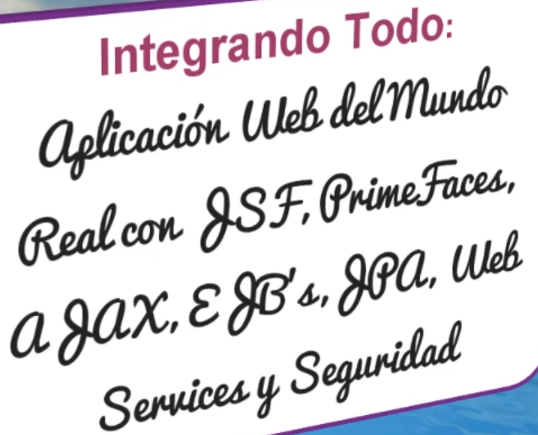 Integrando Todo:
Aplicación Web del Mundo
Real con JSF, PrimeFaces,
AJAX, EJB's, JPA, Web
Services y Seguridad